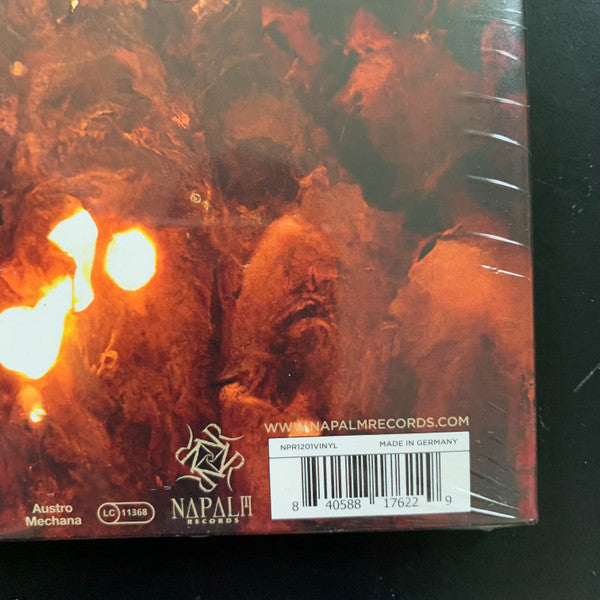 WWW.NAPALMRECORDS.COM
NPR1201VINYL MADE IN GERMANY
8 40588 17622 9
Austro
Mechana
LC 11368
NAPALM
RECORDS